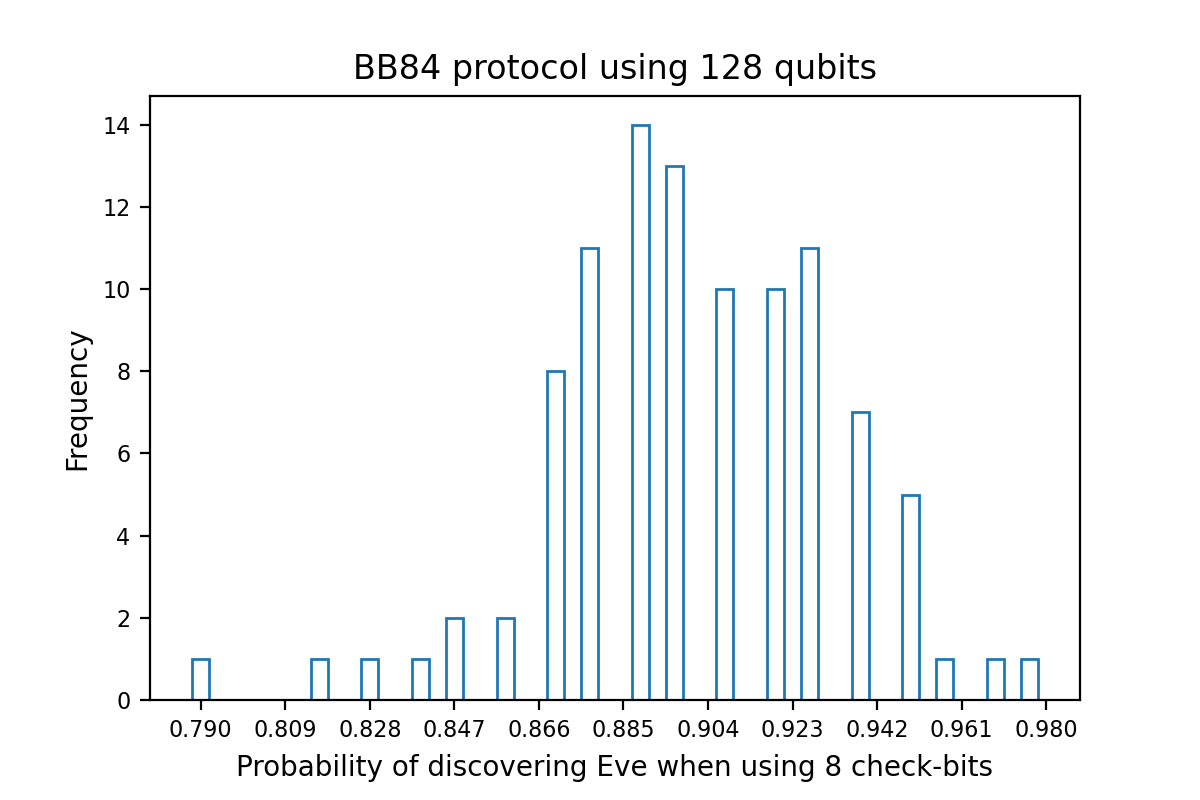 BB84 protocol using 128 qubits
14
12
10
8
6
4
2
0
Frequency
0.790 0.809 0.828 0.847 0.866 0.885 0.904 0.923 0.942 0.961 0.980
Probability of discovering Eve when using 8 check-bits